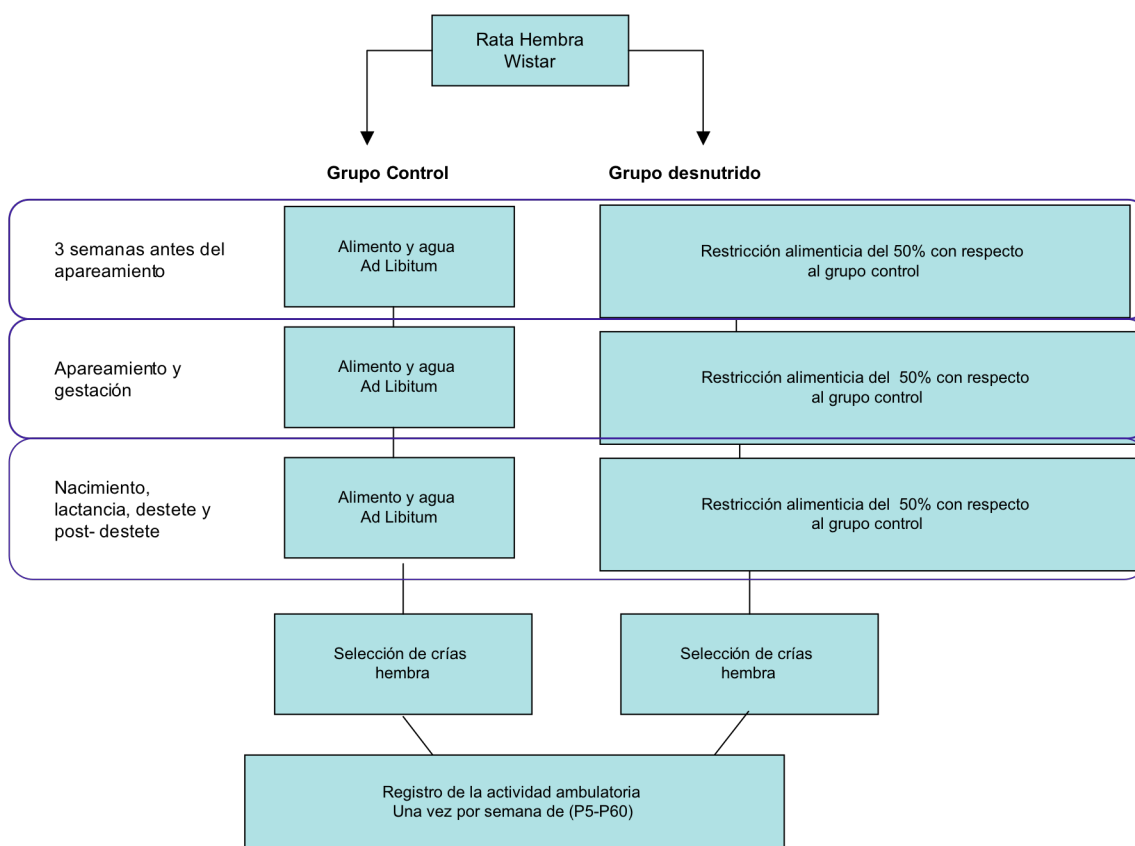 Rata Hembra
Wistar
Grupo Control
Grupo desnutrido
3 semanas antes del
apareamiento
Alimento y agua
Ad Libitum
Restricción alimenticia del 50% con respecto
al grupo control
Apareamiento y
gestación
Alimento y agua
Ad Libitum
Restricción alimenticia del 50% con respecto
al grupo control
Nacimiento,
lactancia, destete y
post- destete
Alimento y agua
Ad Libitum
Restricción alimenticia del 50% con respecto
al grupo control
Selección de crías
hembra
Selección de crías
hembra
Registro de la actividad ambulatoria
Una vez por semana de (P5-P60)